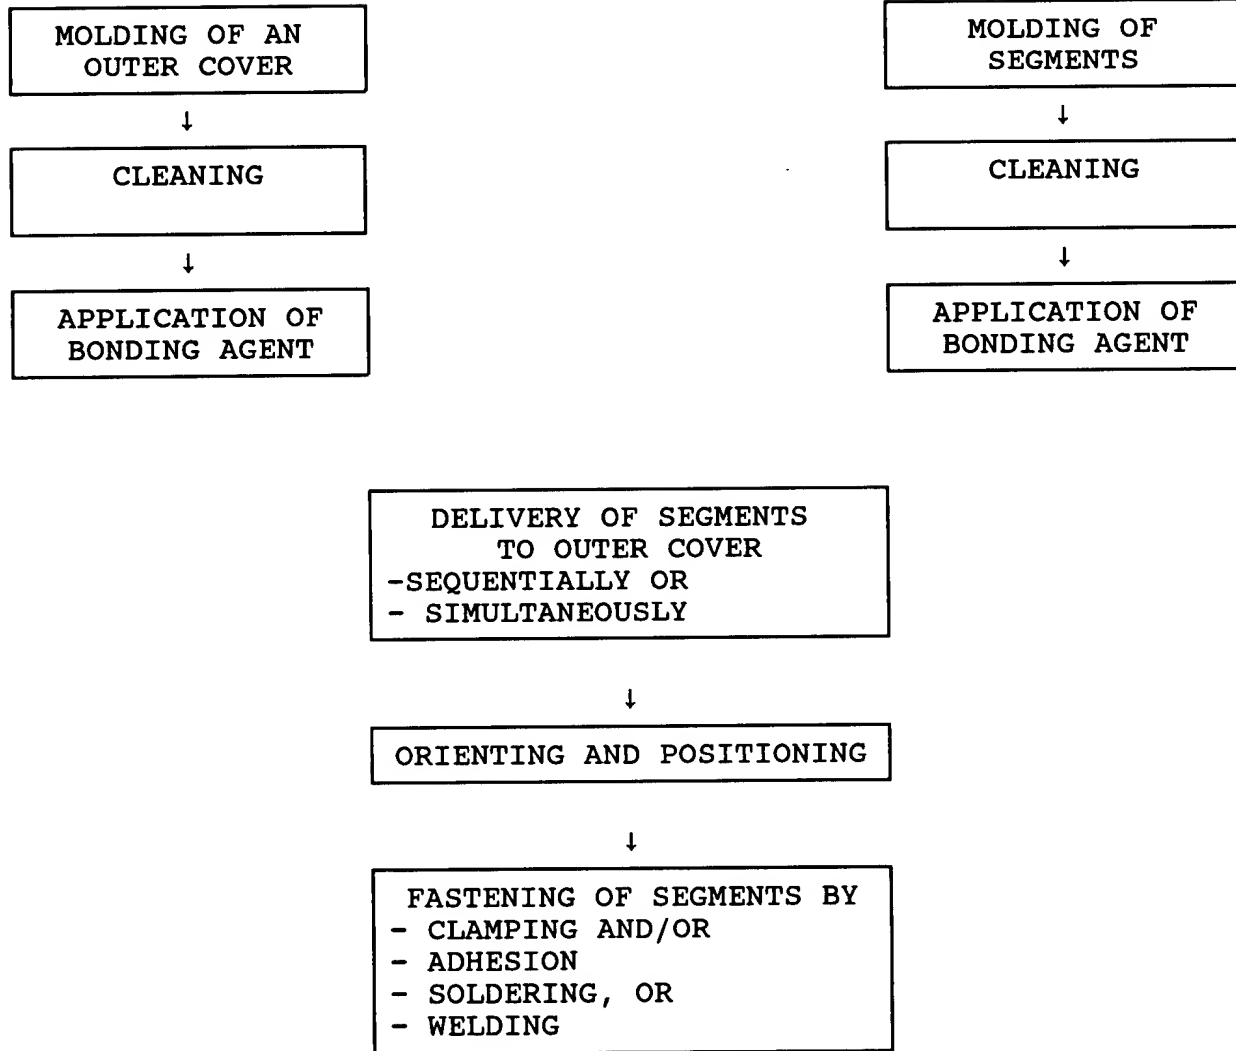 MOLDING OF AN
OUTER COVER
↓
CLEANING
↓
APPLICATION OF
BONDING AGENT
MOLDING OF
SEGMENTS
↓
CLEANING
↓
APPLICATION OF
BONDING AGENT
DELIVERY OF SEGMENTS
TO OUTER COVER
-SEQUENTIALLY OR
- SIMULTANEOUSLY
↓
ORIENTING AND POSITIONING
↓
FASTENING OF SEGMENTS BY
- CLAMPING AND/OR
- ADHESION
- SOLDERING, OR
- WELDING